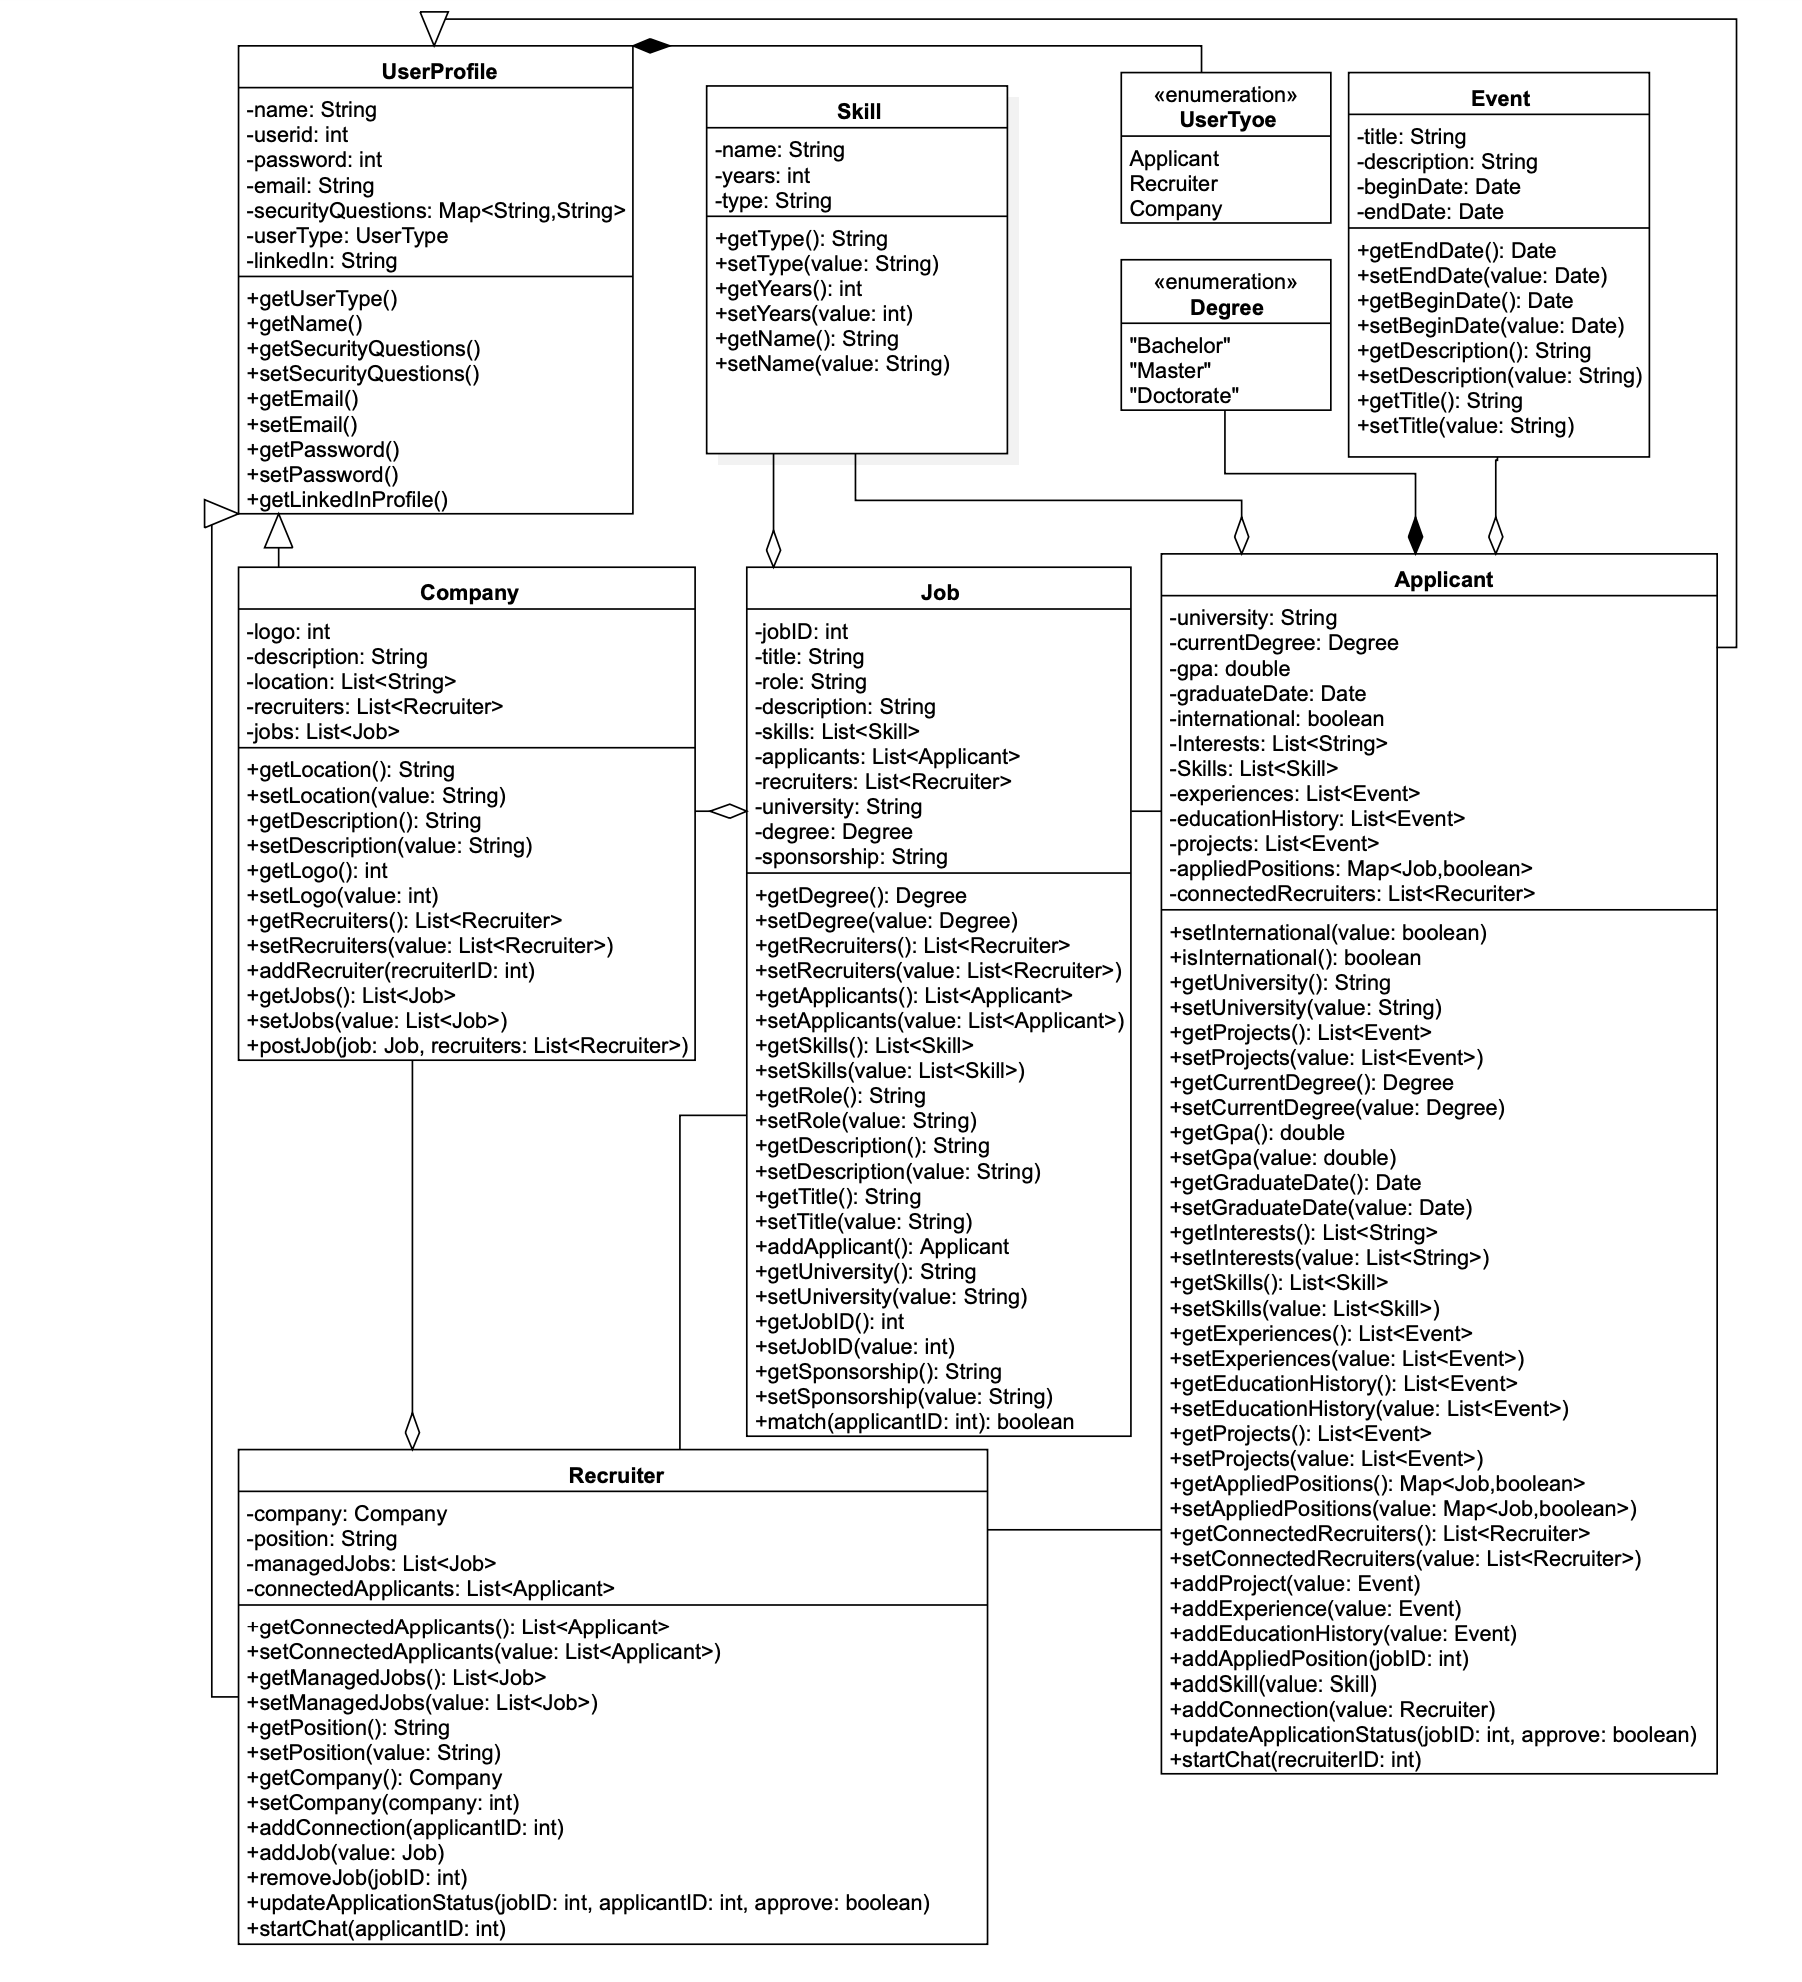 UserProfile
-name: String
-userid: int
-password: int
-email: String
-securityQuestions: Map<String,String>
-userType: UserType
-linkedIn: String
+getUserType()
+getName()
+getSecurityQuestions()
+setSecurityQuestions()
+getEmail()
+setEmail()
+getPassword()
+setPassword()
+getLinkedInProfile()
Skill
-name: String
-years: int
-type: String
+getType(): String
+setType(value: String)
+getYears(): int
+setYears(value: int)
+getName(): String
+setName(value: String)
«enumeration»
UserTyoe
Applicant
Recruiter
Company
«enumeration»
Degree
"Bachelor"
"Master"
"Doctorate"
Event
-title: String
-description: String
-beginDate: Date
-endDate: Date
+getEndDate(): Date
+setEndDate(value: Date)
+getBeginDate(): Date
+setBeginDate(value: Date)
+getDescription(): String
+setDescription(value: String)
+getTitle(): String
+setTitle(value: String)
Company
-logo: int
-description: String
-location: List<String>
-recruiters: List<Recruiter>
-jobs: List<Job>
+getLocation(): String
+setLocation(value: String)
+getDescription(): String
+setDescription(value: String)
+getLogo(): int
+setLogo(value: int)
+getRecruiters(): List<Recruiter>
+setRecruiters(value: List<Recruiter>)
+addRecruiter(recruiterID: int)
+getJobs(): List<Job>
+setJobs(value: List<Job>)
+postJob(job: Job, recruiters: List<Recruiter>)
Job
-jobID: int
-title: String
-role: String
-description: String
-skills: List<Skill>
-applicants: List<Applicant>
-recruiters: List<Recruiter>
-university: String
-degree: Degree
-sponsorship: String
+getDegree(): Degree
+setDegree(value: Degree)
+getRecruiters(): List<Recruiter>
+setRecruiters(value: List<Recruiter>)
+getApplicants(): List<Applicant>
+setApplicants(value: List<Applicant>)
+getSkills(): List<Skill>
+setSkills(value: List<Skill>)
+getRole(): String
+setRole(value: String)
+getDescription(): String
+setDescription(value: String)
+getTitle(): String
+setTitle(value: String)
+addApplicant(): Applicant
+getUniversity(): String
+setUniversity(value: String)
+getJobID(): int
+setJobID(value: int)
+getSponsorship(): String
+setSponsorship(value: String)
+match(applicantID: int): boolean
Applicant
-university: String
-currentDegree: Degree
-gpa: double
-graduateDate: Date
-international: boolean
-Interests: List<String>
-Skills: List<Skill>
-experiences: List<Event>
-educationHistory: List<Event>
-projects: List<Event>
-appliedPositions: Map<Job,boolean>
-connectedRecruiters: List<Recuriter>
+setInternational(value: boolean)
+isInternational(): boolean
+getUniversity(): String
+setUniversity(value: String)
+getProjects(): List<Event>
+setProjects(value: List<Event>)
+getCurrentDegree(): Degree
+setCurrentDegree(value: Degree)
+getGpa(): double
+setGpa(value: double)
+getGraduateDate(): Date
+setGraduateDate(value: Date)
+getInterests(): List<String>
+setInterests(value: List<String>)
+getSkills(): List<Skill>
+setSkills(value: List<Skill>)
+getExperiences(): List<Event>
+setExperiences(value: List<Event>)
+getEducationHistory(): List<Event>
+setEducationHistory(value: List<Event>)
+getProjects(): List<Event>
+setProjects(value: List<Event>)
+getAppliedPositions(): Map<Job,boolean>
+setAppliedPositions(value: Map<Job,boolean>)
+getConnectedRecruiters(): List<Recruiter>
+setConnectedRecruiters(value: List<Recruiter>)
+addProject(value: Event)
+addExperience(value: Event)
+addEducationHistory(value: Event)
+addAppliedPosition(jobID: int)
+addSkill(value: Skill)
+addConnection(value: Recruiter)
+updateApplicationStatus(jobID: int, approve: boolean)
+startChat(recruiterID: int)
Recruiter
-company: Company
-position: String
-managedJobs: List<Job>
-connectedApplicants: List<Applicant>
+getConnectedApplicants(): List<Applicant>
+setConnectedApplicants(value: List<Applicant>)
+getManagedJobs(): List<Job>
+setManagedJobs(value: List<Job>)
+getPosition(): String
+setPosition(value: String)
+getCompany(): Company
+setCompany(company: int)
+addConnection(applicantID: int)
+addJob(value: Job)
+removeJob(jobID: int)
+updateApplicationStatus(jobID: int, applicantID: int, approve: boolean)
+startChat(applicantID: int)